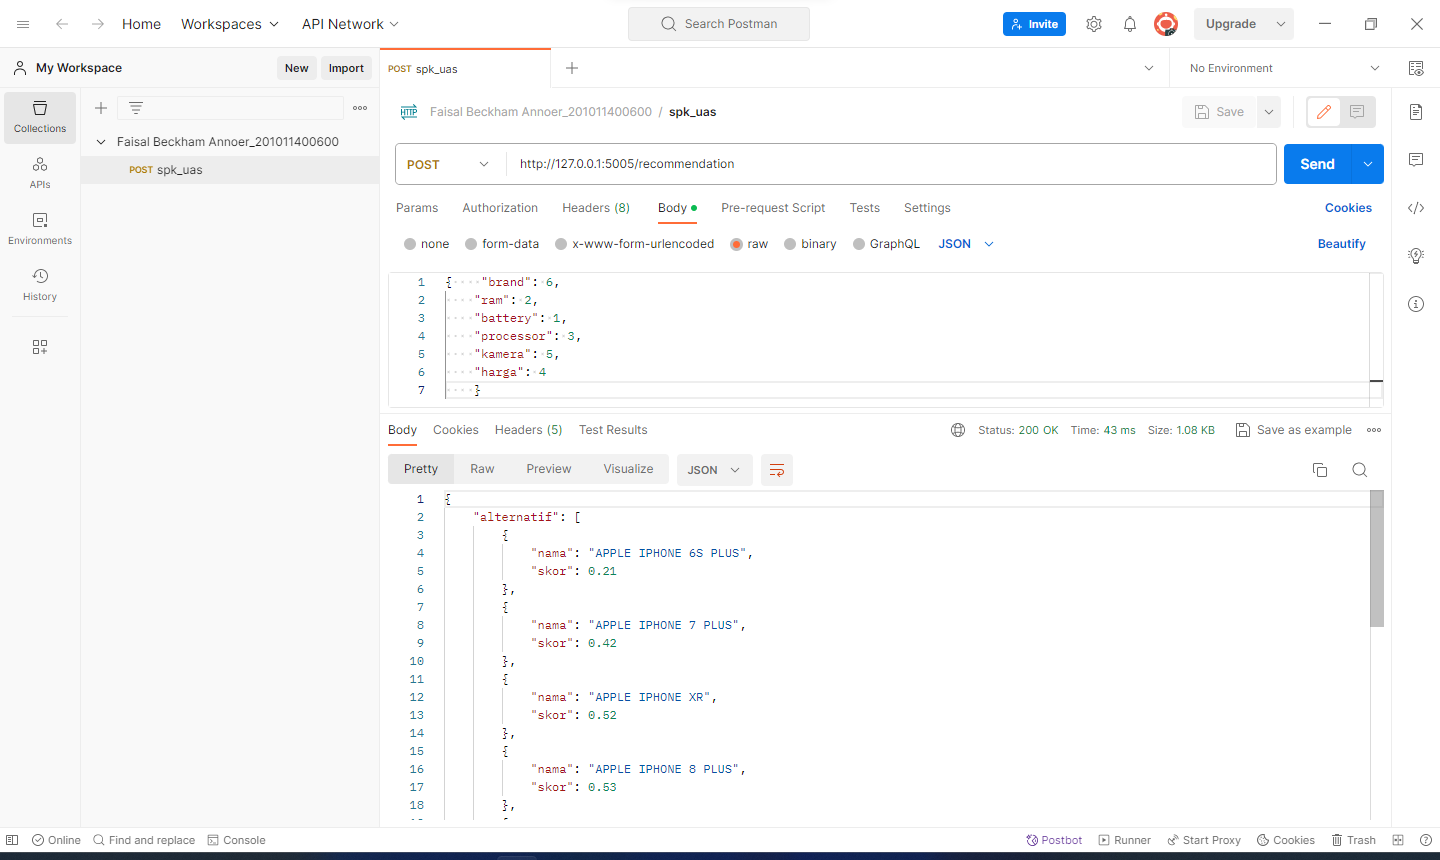 Home Workspaces API Network Search Postman Invite Upgrade
My Workspace New Import POST spk_uas No Environment
Collections
APIs
Environments
History
Faisal Beckham Annoer_201011400600
POST spk_uas
HTTP Faisal Beckham Annoer_201011400600 / spk_uas Save
POST http://127.0.0.1:5005/recommendation Send
Params Authorization Headers (8) Body Pre-request Script Tests Settings Cookies
none form-data x-www-form-urlencoded raw binary GraphQL JSON Beautify
1 { "brand": 6,
2 "ram": 2,
3 "battery": 1,
4 "processor": 3,
5 "kamera": 5,
6 "harga": 4
7 }
Body Cookies Headers (5) Test Results Status: 200 OK Time: 43 ms Size: 1.08 KB Save as example
Pretty Raw Preview Visualize JSON
1 {
2 "alternatif": [
3 {
4 "nama": "APPLE IPHONE 6S PLUS",
5 "skor": 0.21
6 },
7 {
8 "nama": "APPLE IPHONE 7 PLUS",
9 "skor": 0.42
10 },
11 {
12 "nama": "APPLE IPHONE XR",
13 "skor": 0.52
14 },
15 {
16 "nama": "APPLE IPHONE 8 PLUS",
17 "skor": 0.53
18 },
Online Find and replace Console Postbot Runner Start Proxy Cookies Trash